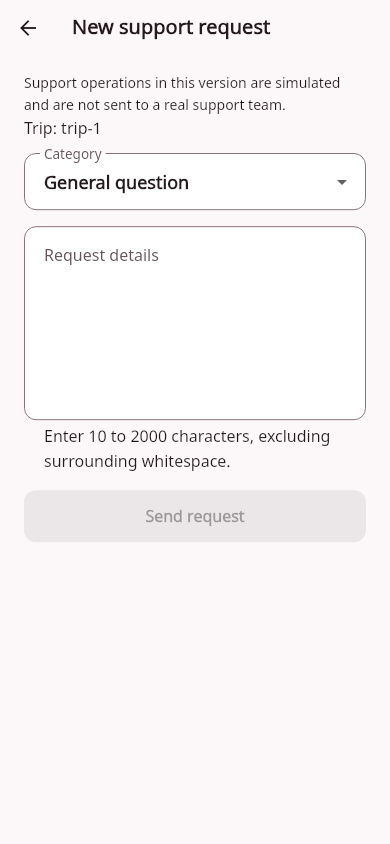 New support request
Support operations in this version are simulated
and are not sent to a real support team.
Trip: trip-1
Category
General question
Request details
Enter 10 to 2000 characters, excluding
surrounding whitespace.
Send request